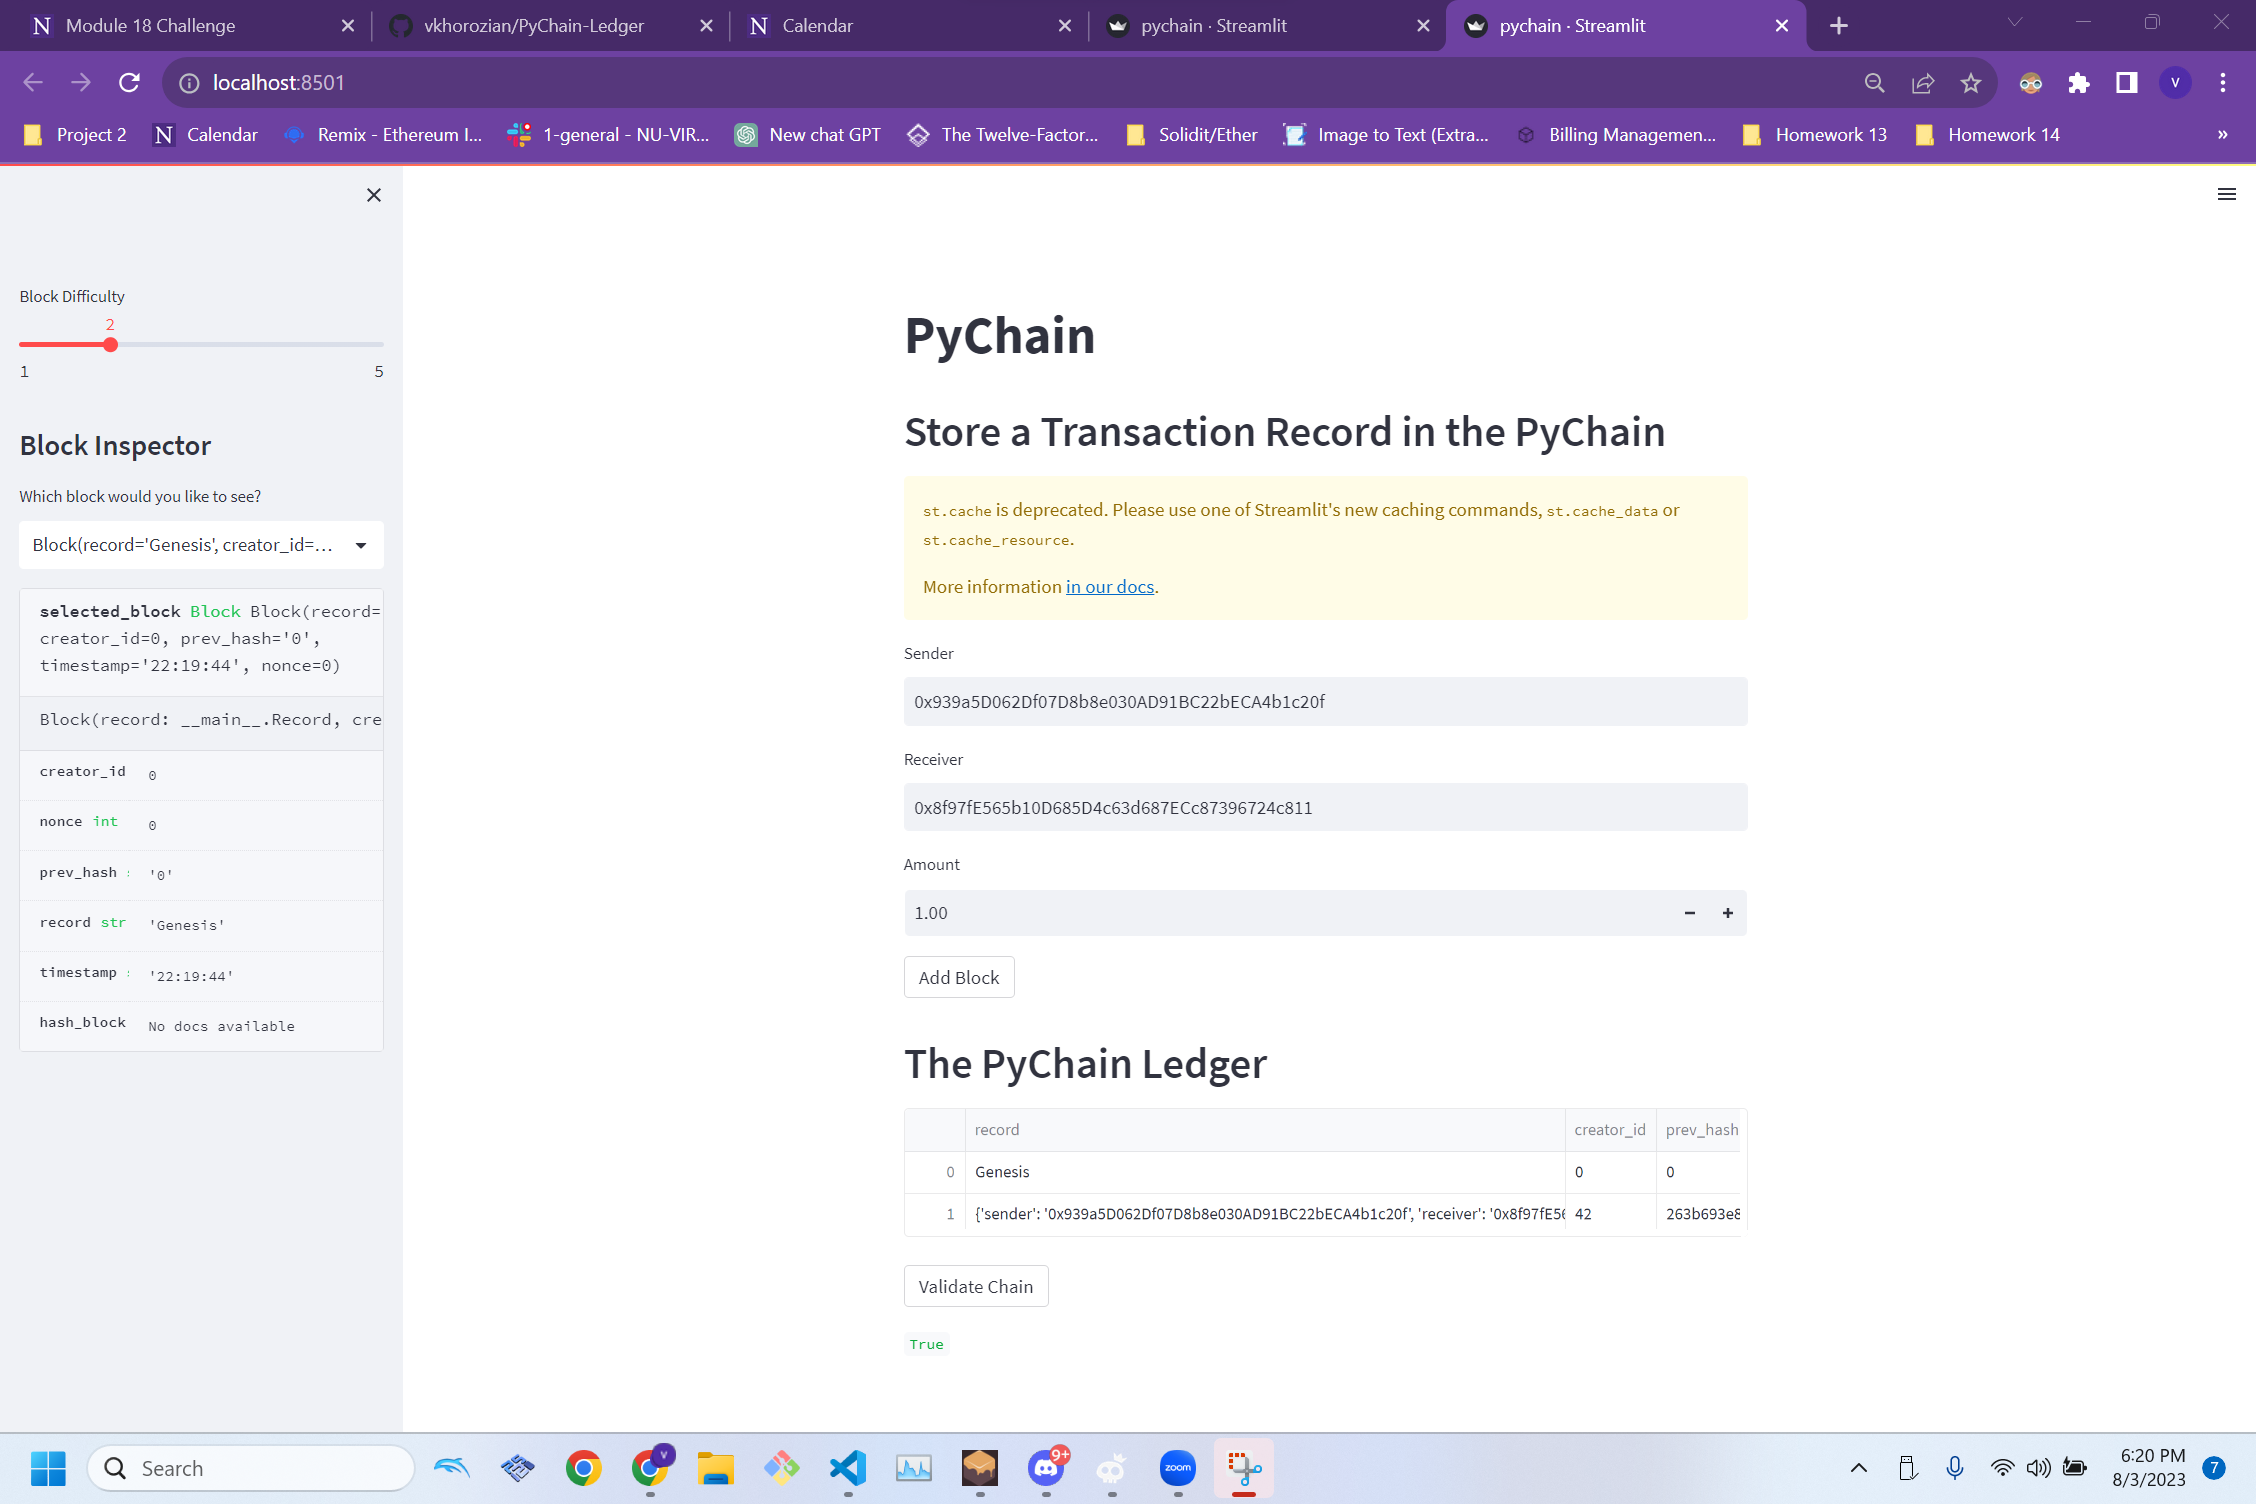 Module 18 Challenge
vkhorozian/PyChain-Ledger
Calendar
pychain · Streamlit
pychain · Streamlit
localhost:8501
V
Project 2
Calendar
Remix - Ethereum I...
1-general - NU-VIR...
New chat GPT
The Twelve-Factor...
Solidit/Ether
Image to Text (Extra...
Billing Managemen...
Homework 13
Homework 14
»
Block Difficulty
2
1 5
Block Inspector
Which block would you like to see?
Block(record='Genesis', creator_id=...
selected_block Block Block(record=
creator_id=0, prev_hash='0',
timestamp='22:19:44', nonce=0)
Block(record: __main__.Record, cre
creator_id 0
nonce int 0
prev_hash '0'
record str 'Genesis'
timestamp '22:19:44'
hash_block No docs available
PyChain
Store a Transaction Record in the PyChain
st.cache is deprecated. Please use one of Streamlit's new caching commands, st.cache_data or
st.cache_resource.
More information in our docs.
Sender
0x939a5D062Df07D8b8e030AD91BC22bECA4b1c20f
Receiver
0x8f97fE565b10D685D4c63d687ECc87396724c811
Amount
1.00
Add Block
The PyChain Ledger
record creator_id prev_hash
0 Genesis 0 0
1 {'sender': '0x939a5D062Df07D8b8e030AD91BC22bECA4b1c20f', 'receiver': '0x8f97fE56 42 263b693e8
Validate Chain
True
Search
V
9+
zoom
6:20 PM
8/3/2023
7